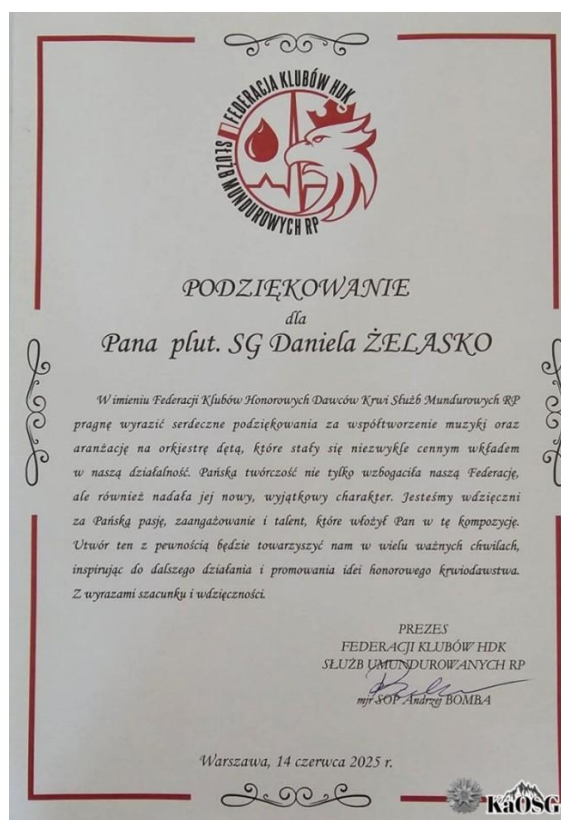 FEDERACJA KLUBÓW HDK
SŁUŻB MUNDUROWYCH RP
PODZIĘKOWANIE
dla
Pana plut. SG Daniela ŻELASKO
W imieniu Federacji Klubów Honorowych Dawców Krwi Służb Mundurowych RP
pragnę wyrazić serdeczne podziękowania za współtworzenie muzyki oraz
aranżację na orkiestrę dętą, które stały się niezwykle cennym wkładem
w naszą działalność. Pańska twórczość nie tylko wzbogaciła naszą Federację,
ale również nadała jej nowy, wyjątkowy charakter. Jesteśmy wdzięczni
za Pańską pasję, zaangażowanie i talent, które włożył Pan w tę kompozycję.
Utwór ten z pewnością będzie towarzyszyć nam w wielu ważnych chwilach,
inspirując do dalszego działania i promowania idei honorowego krwiodawstwa.
Z wyrazami szacunku i wdzięczności.
PREZES
FEDERACJI KLUBÓW HDK
SŁUŻB UMUNDUROWANYCH RP
mjr SOP Andrzej BOMBA
Warszawa, 14 czerwca 2025 r.
KaOSG